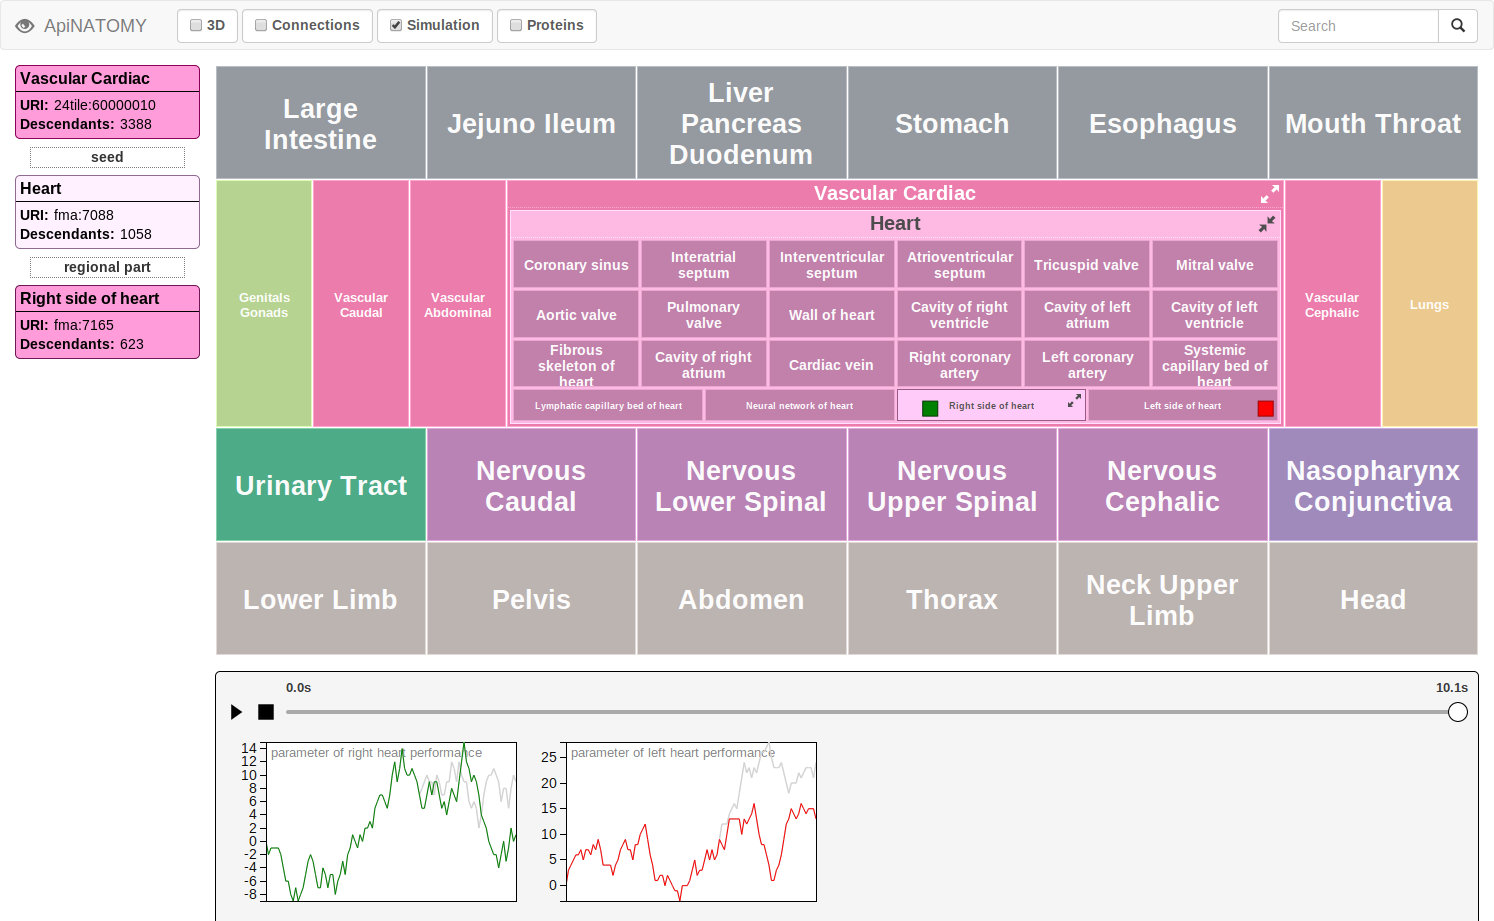 ApiNATOMY
3D
Connections
Simulation
Proteins
Search
Vascular Cardiac
URI: 24tile:60000010
Descendants: 3388
seed
Heart
URI: fma:7088
Descendants: 1058
regional part
Right side of heart
URI: fma:7165
Descendants: 623
Large
Intestine
Jejuno Ileum
Liver
Pancreas
Duodenum
Stomach
Esophagus
Mouth Throat
Genitals
Gonads
Vascular
Caudal
Vascular
Abdominal
Vascular Cardiac
Heart
Coronary sinus
Interatrial
septum
Interventricular
septum
Atrioventricular
septum
Tricuspid valve
Mitral valve
Aortic valve
Pulmonary
valve
Wall of heart
Cavity of right
ventricle
Cavity of left
atrium
Cavity of left
ventricle
Fibrous
skeleton of
heart
Cavity of right
atrium
Cardiac vein
Right coronary
artery
Left coronary
artery
Systemic
capillary bed of
heart
Lymphatic capillary bed of heart
Neural network of heart
Right side of heart
Left side of heart
Vascular
Cephalic
Lungs
Urinary Tract
Nervous
Caudal
Nervous
Lower Spinal
Nervous
Upper Spinal
Nervous
Cephalic
Nasopharynx
Conjunctiva
Lower Limb
Pelvis
Abdomen
Thorax
Neck Upper
Limb
Head
0.0s
10.1s
parameter of right heart performance
14
12
10
8
6
4
2
0
-2
-4
-6
-8
parameter of left heart performance
25
20
15
10
5
0